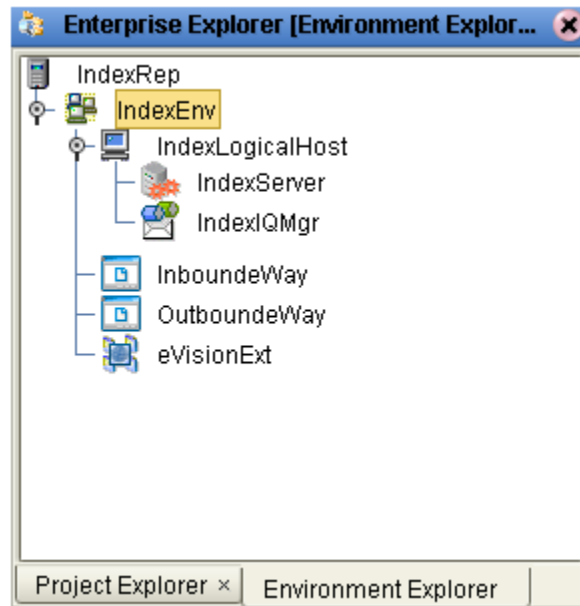 Enterprise Explorer [Environment Explor...
IndexRep
IndexEnv
IndexLogicalHost
IndexServer
IndexIQMgr
InboundeWay
OutboundeWay
eVisionExt
Project Explorer × Environment Explorer